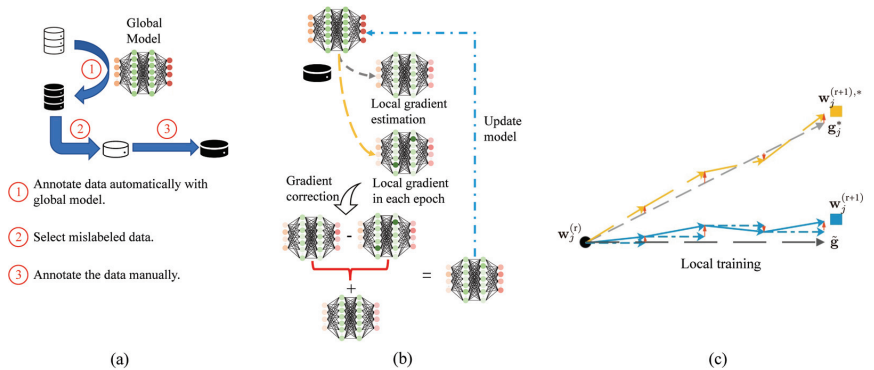 Global
Model
1
2
3
1 Annotate data automatically with
global model.
2 Select mislabeled data.
3 Annotate the data manually.
(a)
Local gradient
estimation
Update
model
Gradient
correction
Local gradient
in each epoch
-
+
=
(b)
w_j^{(r+1),*}
g_j^*
w_j^{(r+1)}
w_j^{(r)}
g̃
Local training
(c)